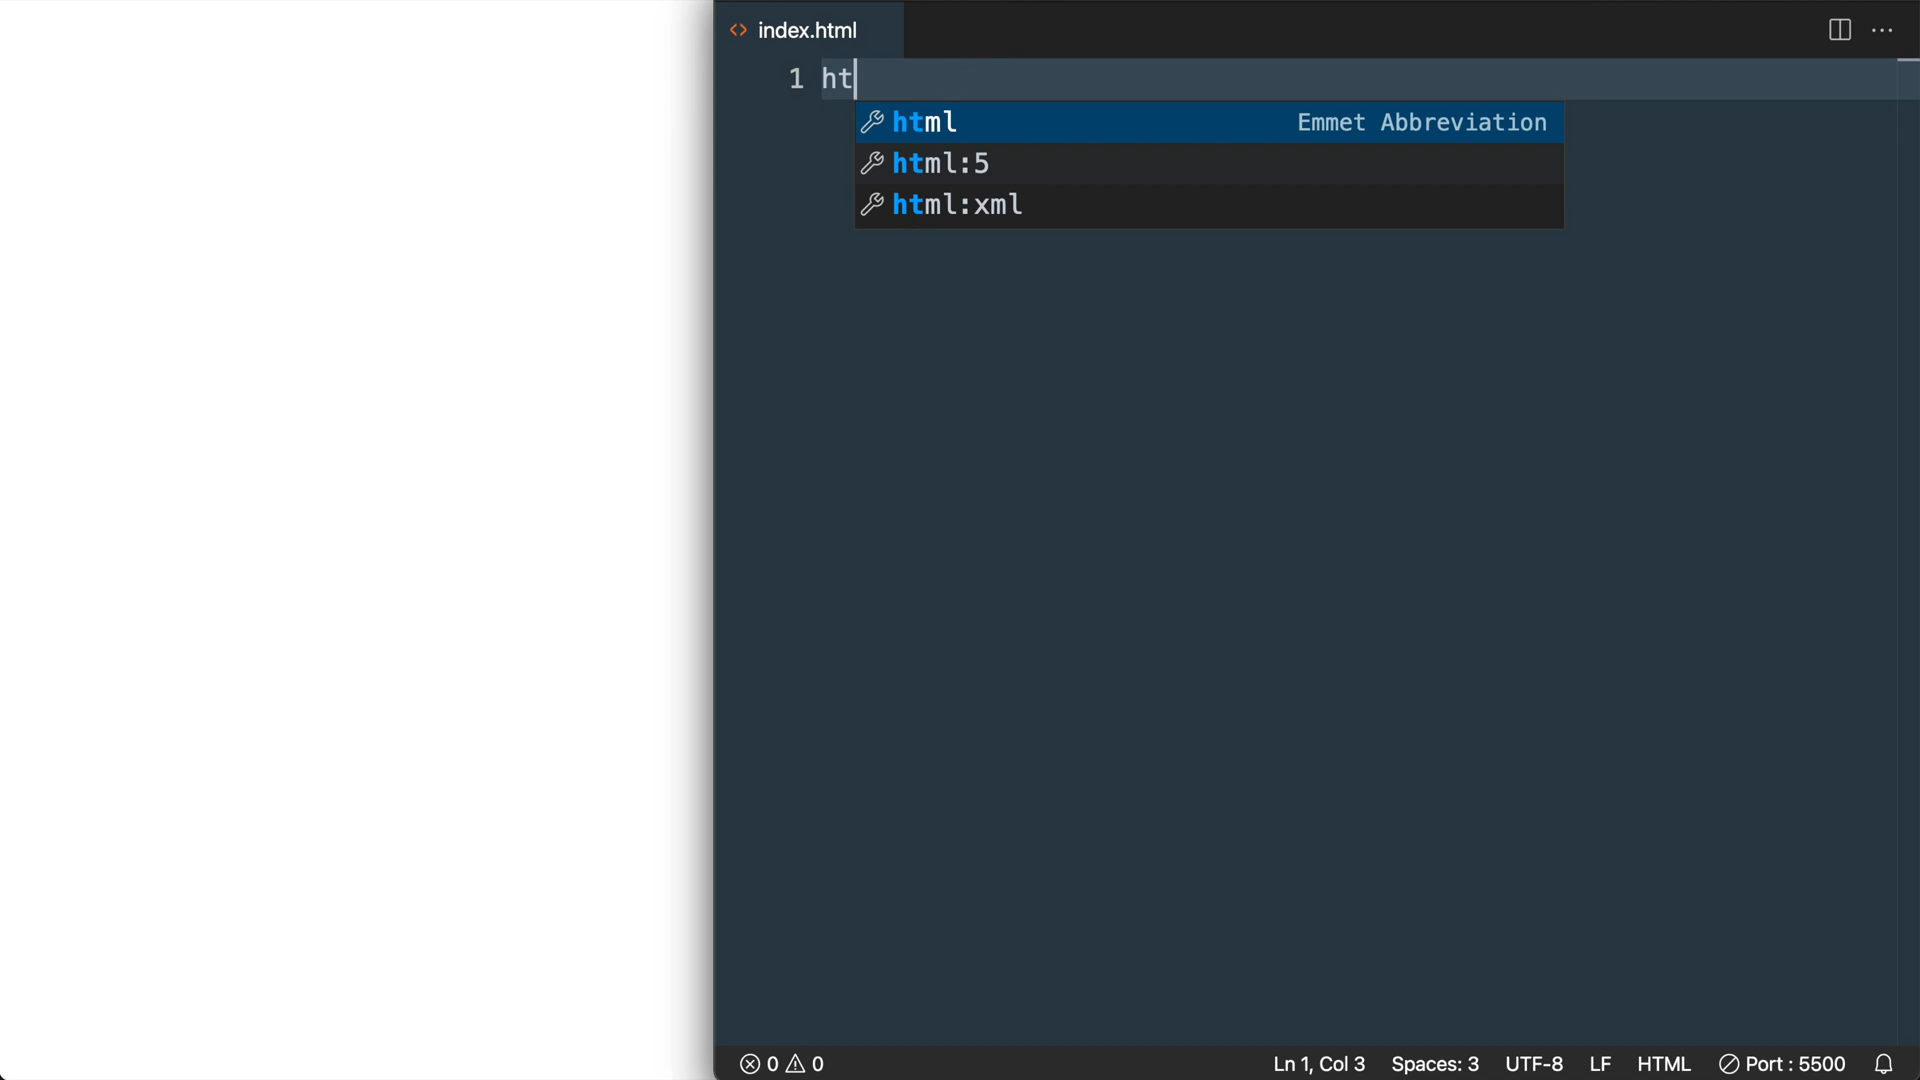 index.html
1 ht
html Emmet Abbreviation
html:5
html:xml
0 0 Ln 1, Col 3 Spaces: 3 UTF-8 LF HTML Port : 5500